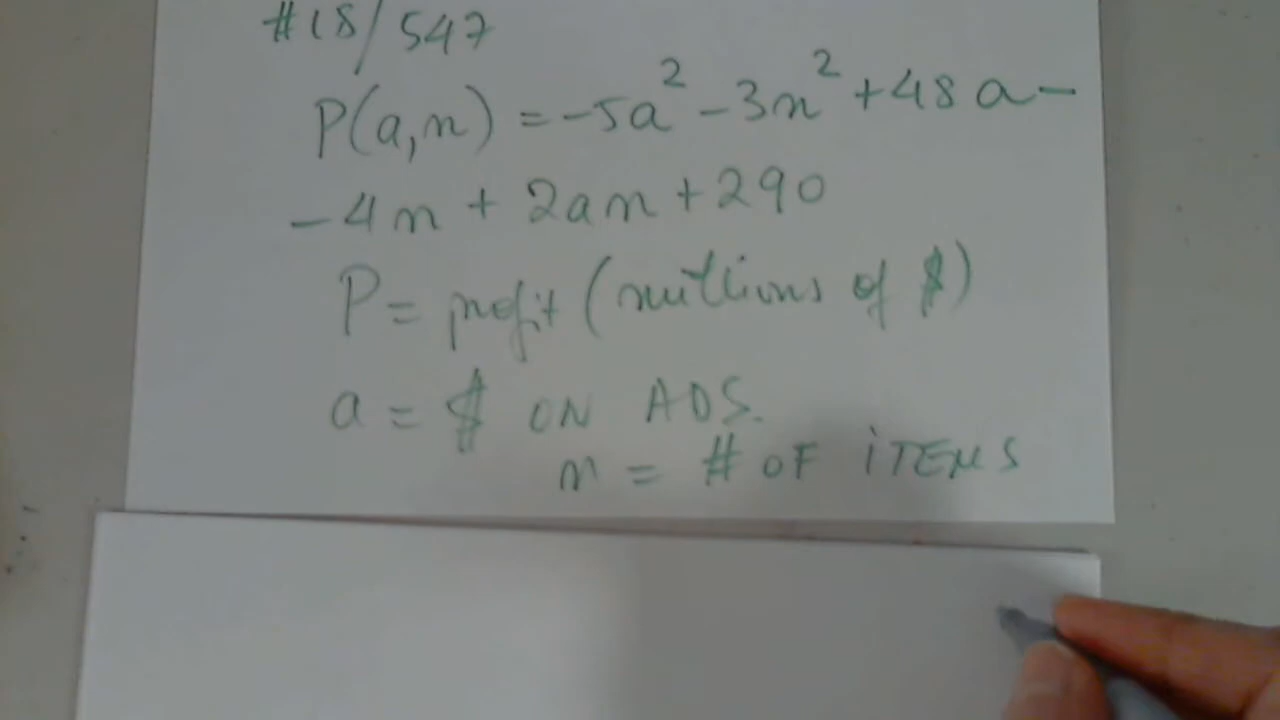 #18/547
P(a,n) = -5a² - 3n² + 48a -
- 4n + 2an + 290
P = profit (millions of $)
a = $ ON ADS.
n = # OF iTEMS